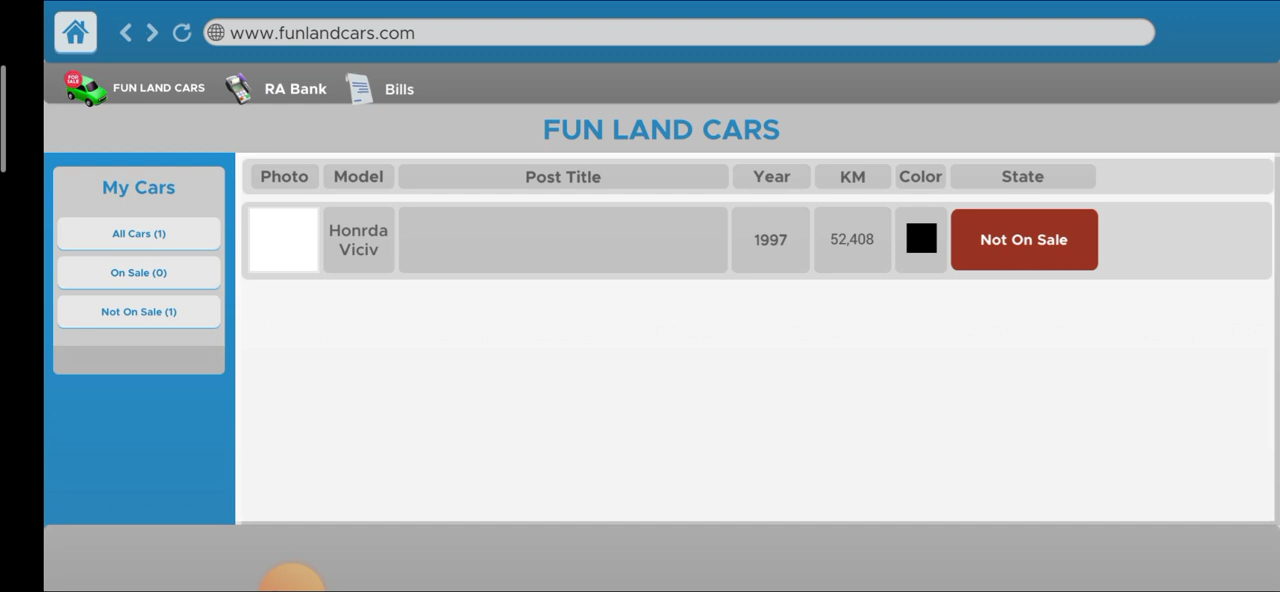 www.funlandcars.com
FUN LAND CARS RA Bank Bills
FUN LAND CARS
My Cars
All Cars (1)
On Sale (0)
Not On Sale (1)
Photo Model Post Title Year KM Color State
Honrda
Viciv
1997 52,408 Not On Sale